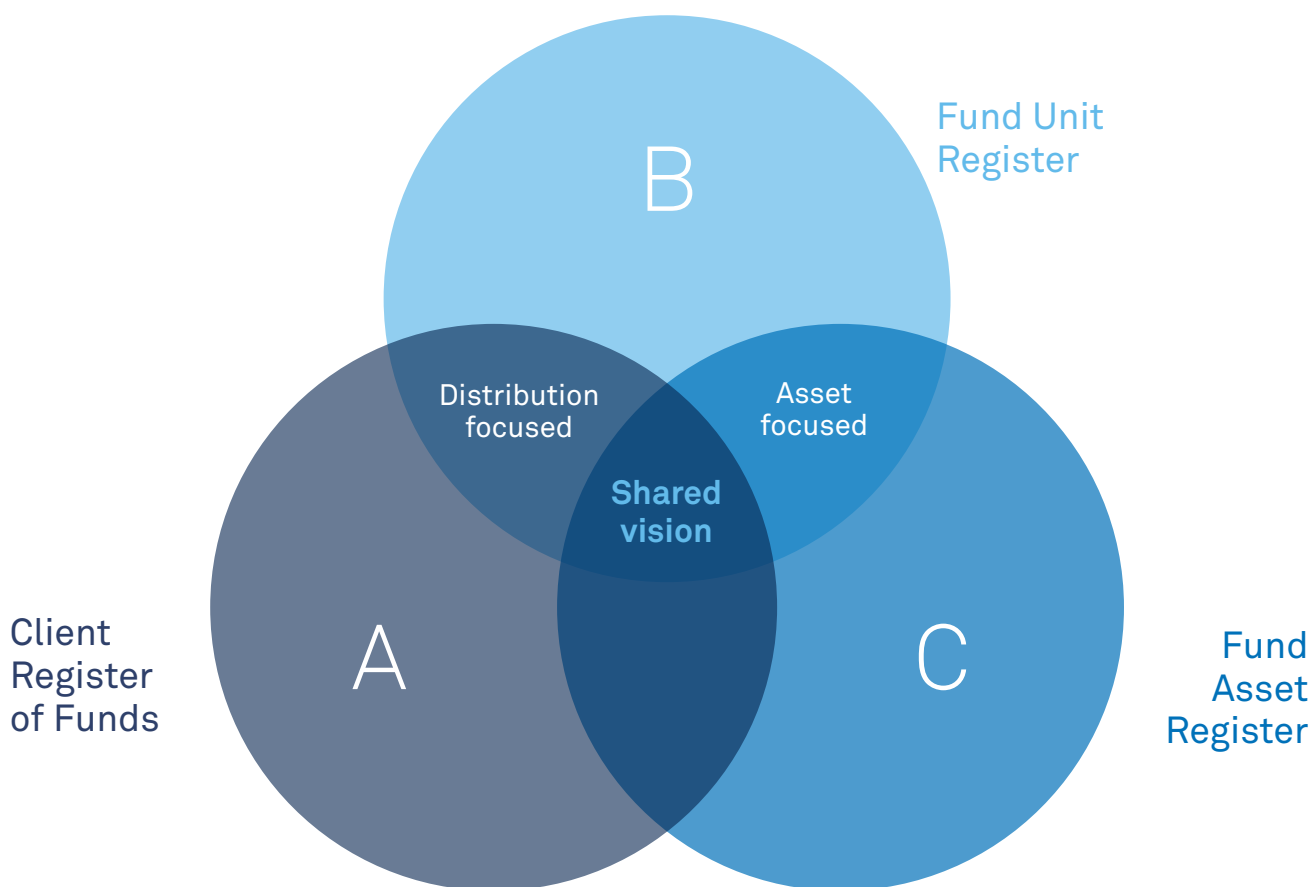 Fund Unit
Register
B
Distribution
focused
Asset
focused
Shared
vision
Client
Register
of Funds
A
C
Fund
Asset
Register